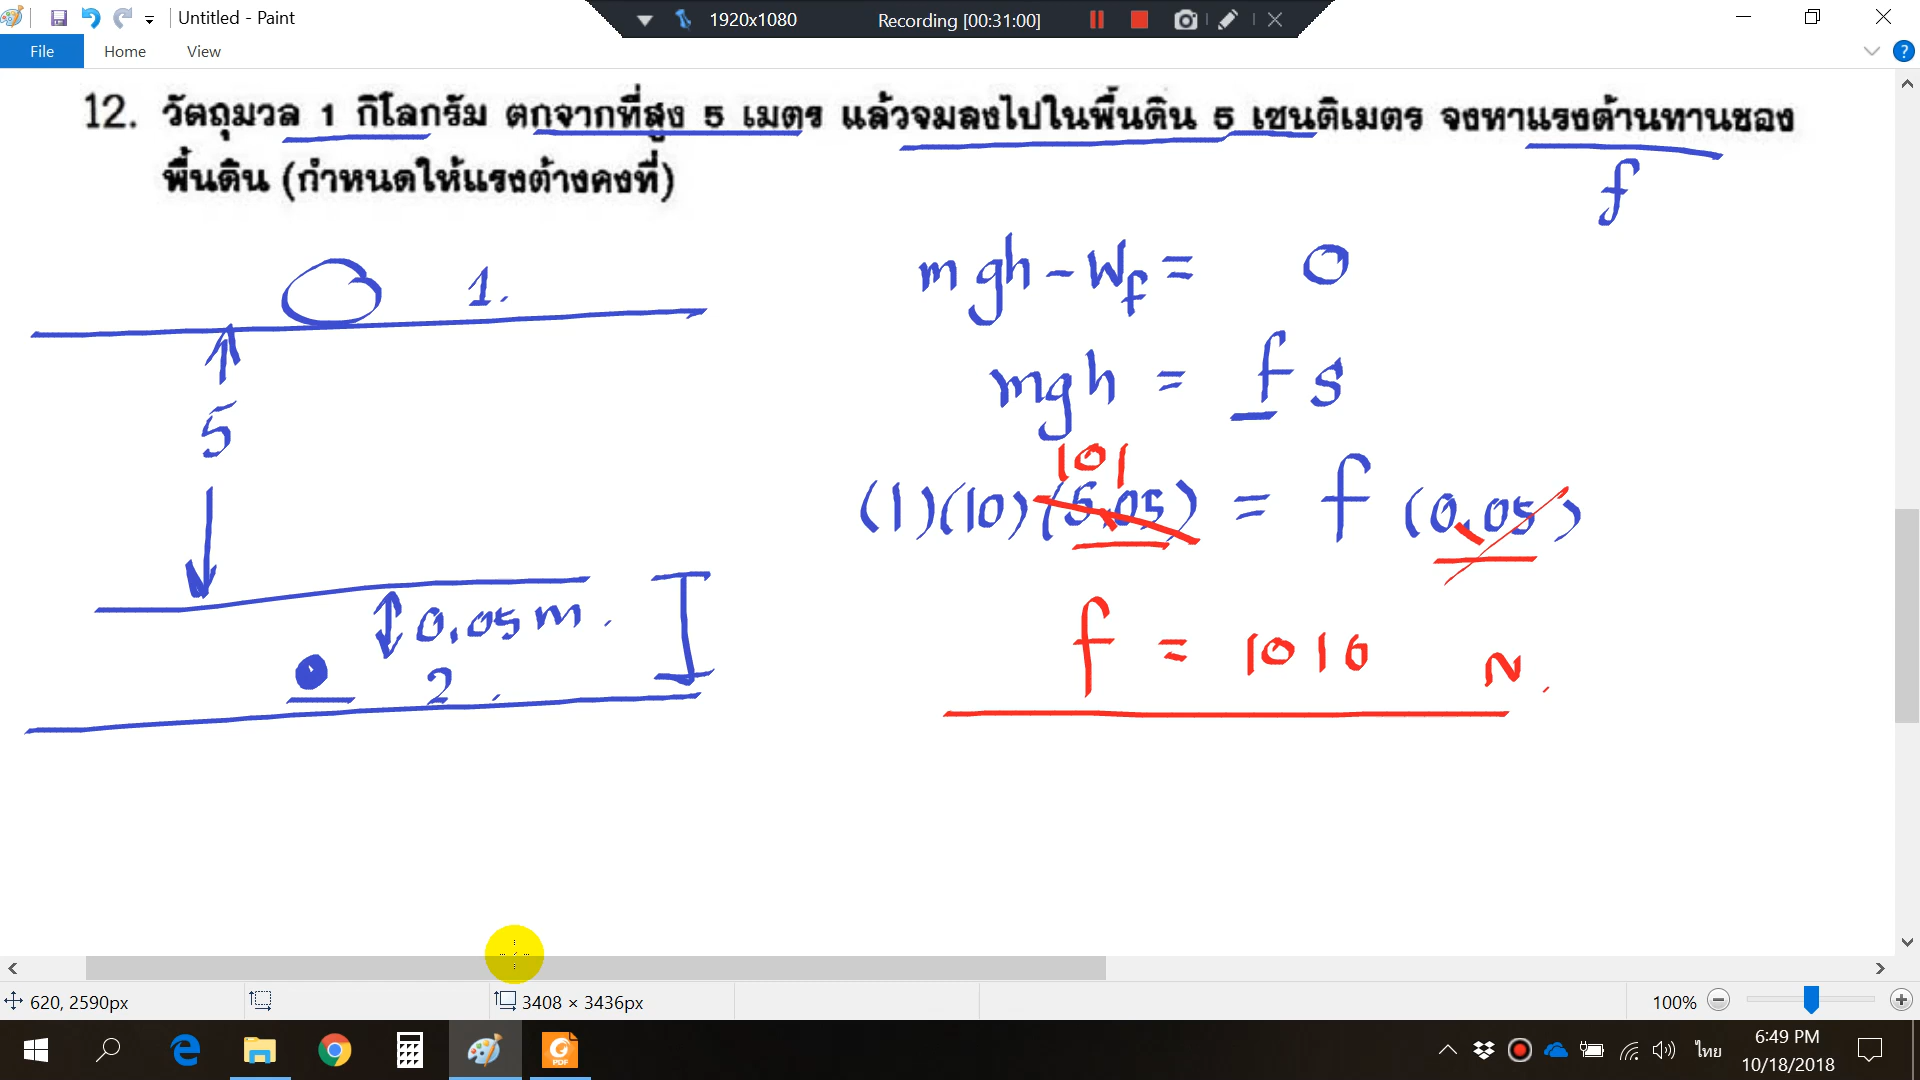 Untitled - Paint
1920x1080
Recording [00:31:00]
File
Home
View
12. วัตถุมวล 1 กิโลกรัม ตกจากที่สูง 5 เมตร แล้วจมลงไปในพื้นดิน 5 เซนติเมตร จงหาแรงต้านทานของ
พื้นดิน (กำหนดให้แรงต่างคงที่)
f
1.
mgh - Wf = 0
mgh = f s
5
101
(1)(10)(5.05) = f (0.05)
0.05 m.
f = 1010 N.
2.
620, 2590px
3408 × 3436px
100%
PDF
ไทย
6:49 PM
10/18/2018